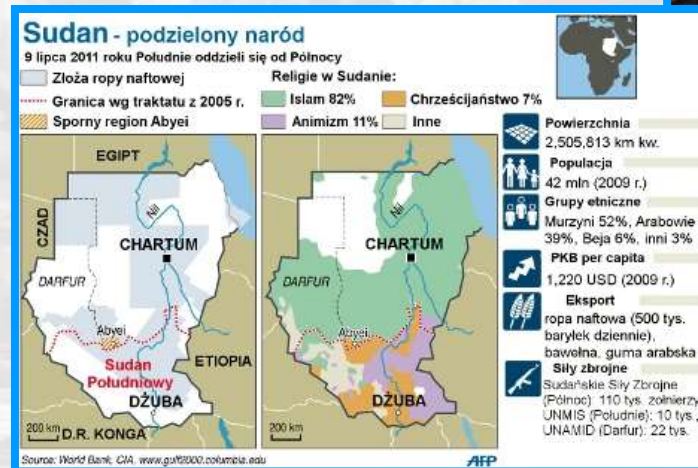 Sudan - podzielony naród
9 lipca 2011 roku Południe oddzieli się od Północy
Złoża ropy naftowej
Granica wg traktatu z 2005 r.
Sporny region Abyei
Religie w Sudanie:
Islam 82%
Chrześcijaństwo 7%
Animizm 11%
Inne
EGIPT
CZAD
Nil
CHARTUM
DARFUR
Abyei
Sudan
Południowy
ETIOPIA
DŻUBA
200 km
D.R. KONGA
Nil
CHARTUM
DARFUR
Abyei
DŻUBA
200 km
Powierzchnia
2,505,813 km kw.
Populacja
42 mln (2009 r.)
Grupy etniczne
Murzyni 52%, Arabowie
39%, Beja 6%, inni 3%
PKB per capita
1,220 USD (2009 r.)
Eksport
ropa naftowa (500 tys.
baryłek dziennie),
bawełna, guma arabska
Siły zbrojne
Sudańskie Siły Zbrojne
(Północ): 110 tys. żołnierzy
UNMIS (Południe): 10 tys.,
UNAMID (Darfur): 22 tys.
Source: World Bank, CIA, www.gulf2000.columbia.edu
AFP